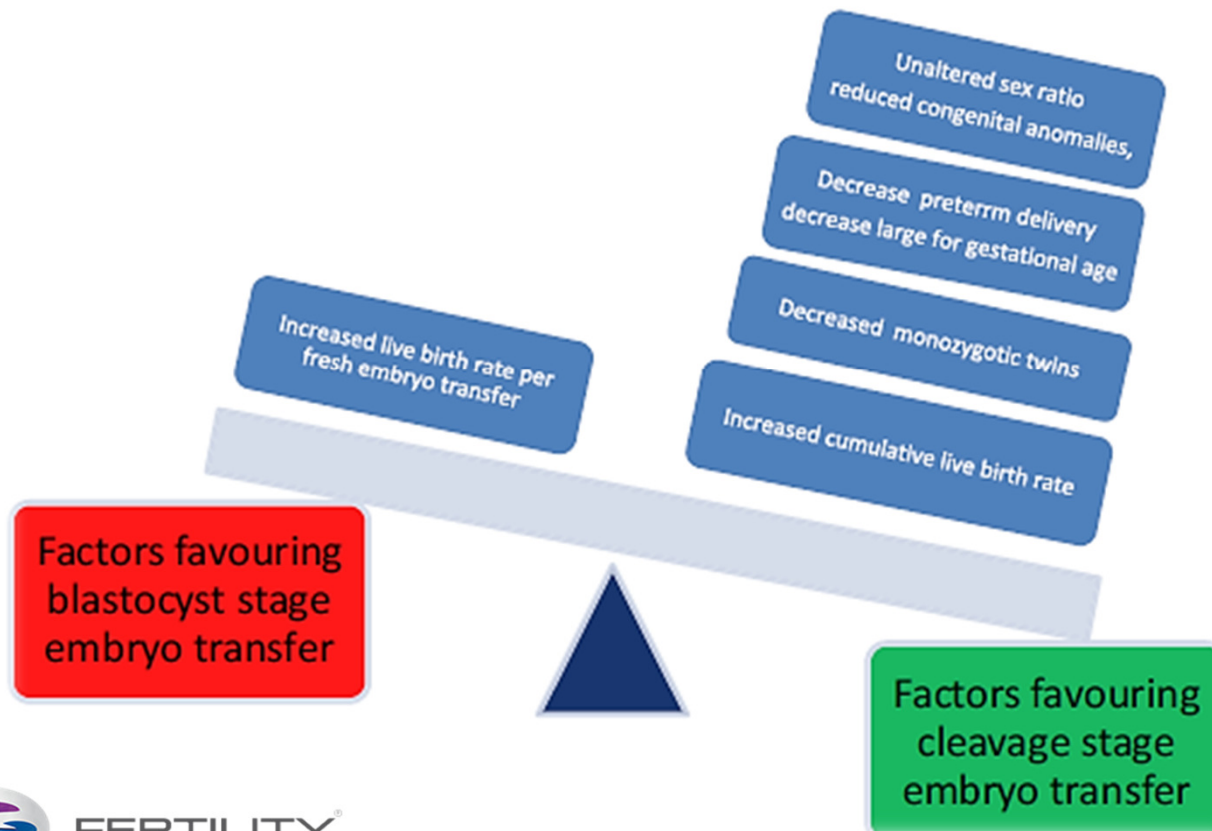 Unaltered sex ratio
reduced congenital anomalies,
Decrease preterrm delivery
decrease large for gestational age
Decreased monozygotic twins
Increased cumulative live birth rate
Increased live birth rate per
fresh embryo transfer
Factors favouring
blastocyst stage
embryo transfer
Factors favouring
cleavage stage
embryo transfer
FERTILITY®